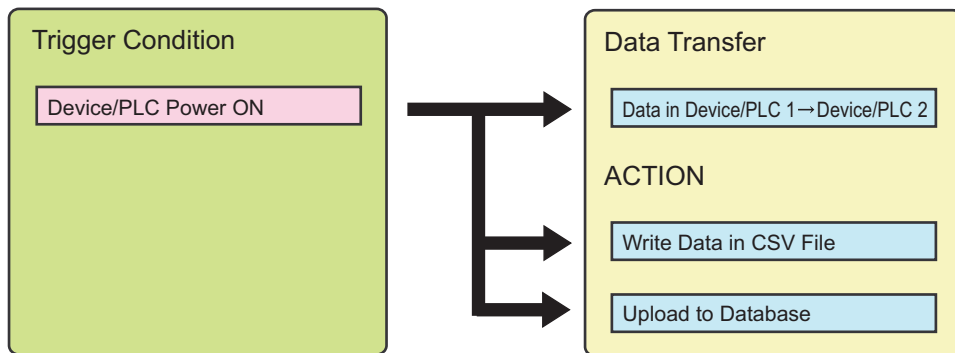 Trigger Condition
Device/PLC Power ON
Data Transfer
Data in Device/PLC 1→Device/PLC 2
ACTION
Write Data in CSV File
Upload to Database